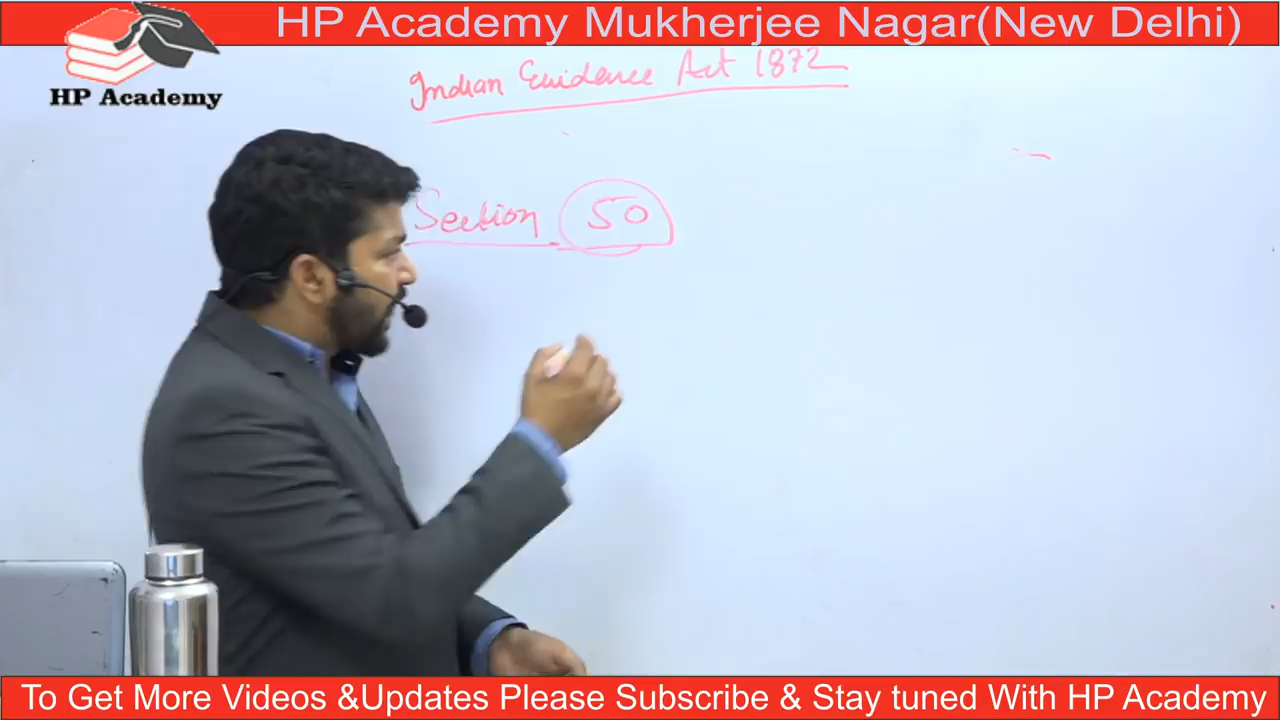 HP Academy Mukherjee Nagar(New Delhi)
HP Academy
Indian Evidence Act 1872
Section 50
To Get More Videos &Updates Please Subscribe & Stay tuned With HP Academy